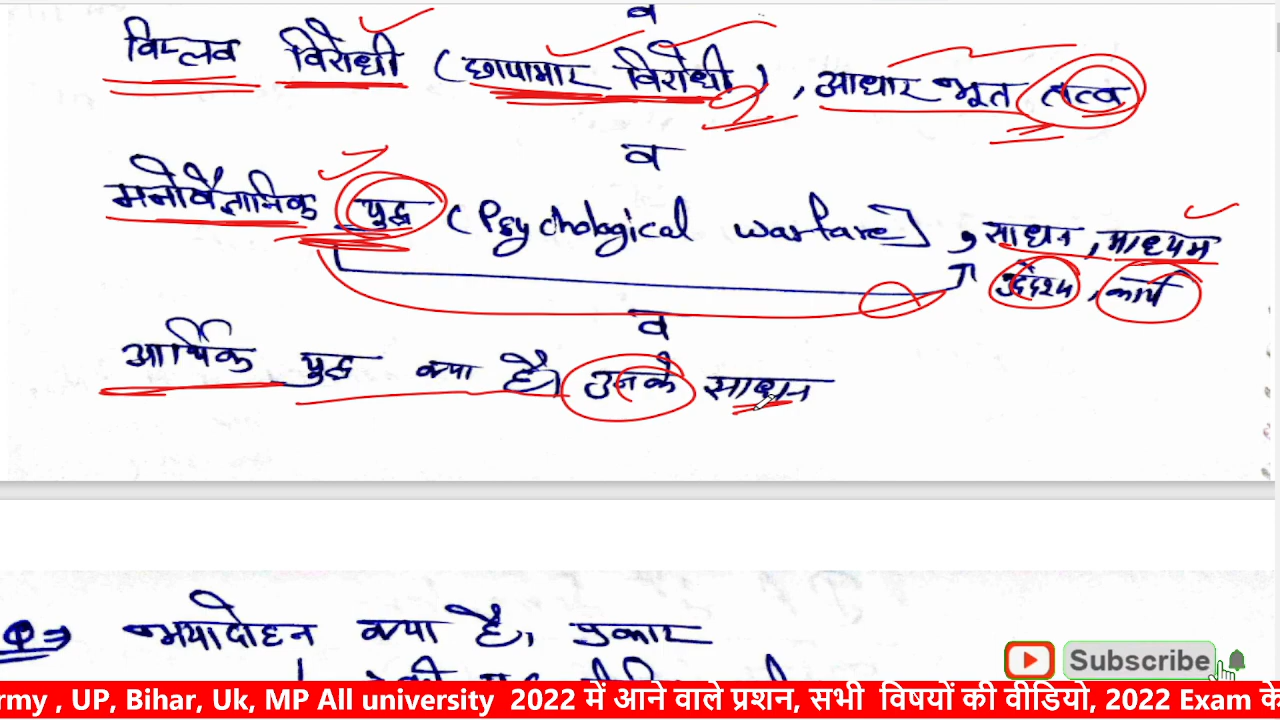 व
विप्लव विरोधी (छापामार विरोधी), आधार भूत तत्व
व
मनोवैज्ञानिक युद्ध (Psychological warfare], साधन, माध्यम
उद्देश्य, कार्य
व
आर्थिक युद्ध क्या है, उनके साधन
Q⇒ भयादोहन क्या है, प्रकार
Subscribe
rmy , UP, Bihar, Uk, MP All university 2022 में आने वाले प्रशन, सभी विषयों की वीडियो, 2022 Exam के